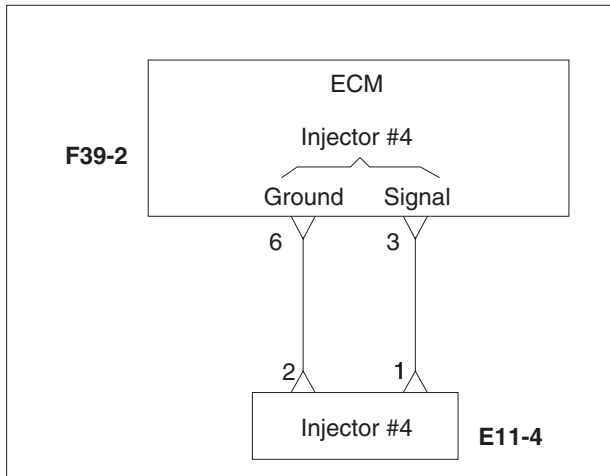 ECM
Injector #4
F39-2
Ground Signal
6 3
2 1
Injector #4
E11-4